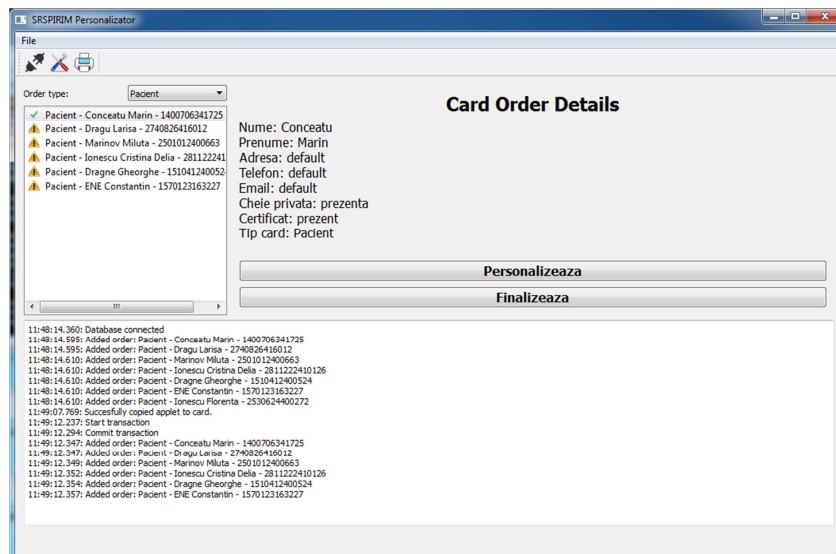 SRSPIRIM Personalizator
File
Order type: Pacient
Pacient - Conceatu Marin - 1400706341725
Pacient - Dragu Larisa - 2740826416012
Pacient - Marinov Miluta - 2501012400663
Pacient - Ionescu Cristina Delia - 281122241
Pacient - Dragne Gheorghe - 151041240052
Pacient - ENE Constantin - 1570123163227
Card Order Details
Nume: Conceatu
Prenume: Marin
Adresa: default
Telefon: default
Email: default
Cheie privata: prezenta
Certificat: prezent
Tip card: Pacient
Personalizeaza
Finalizeaza
11:48:14.360: Database connected
11:48:14.595: Added order: Pacient - Conceatu Marin - 1400706341725
11:48:14.595: Added order: Pacient - Dragu Larisa - 2740826416012
11:48:14.610: Added order: Pacient - Marinov Miluta - 2501012400663
11:48:14.610: Added order: Pacient - Ionescu Cristina Delia - 2811222410126
11:48:14.610: Added order: Pacient - Dragne Gheorghe - 1510412400524
11:48:14.610: Added order: Pacient - ENE Constantin - 1570123163227
11:48:14.610: Added order: Pacient - Ionescu Florenta - 2530624400272
11:49:07.769: Succesfully copied applet to card.
11:49:12.237: Start transaction
11:49:12.294: Commit transaction
11:49:12.347: Added order: Pacient - Conceatu Marin - 1400706341725
11:49:12.347: Added order: Pacient - Dragu Larisa - 2740826416012
11:49:12.349: Added order: Pacient - Marinov Miluta - 2501012400663
11:49:12.352: Added order: Pacient - Ionescu Cristina Delia - 2811222410126
11:49:12.354: Added order: Pacient - Dragne Gheorghe - 1510412400524
11:49:12.357: Added order: Pacient - ENE Constantin - 1570123163227